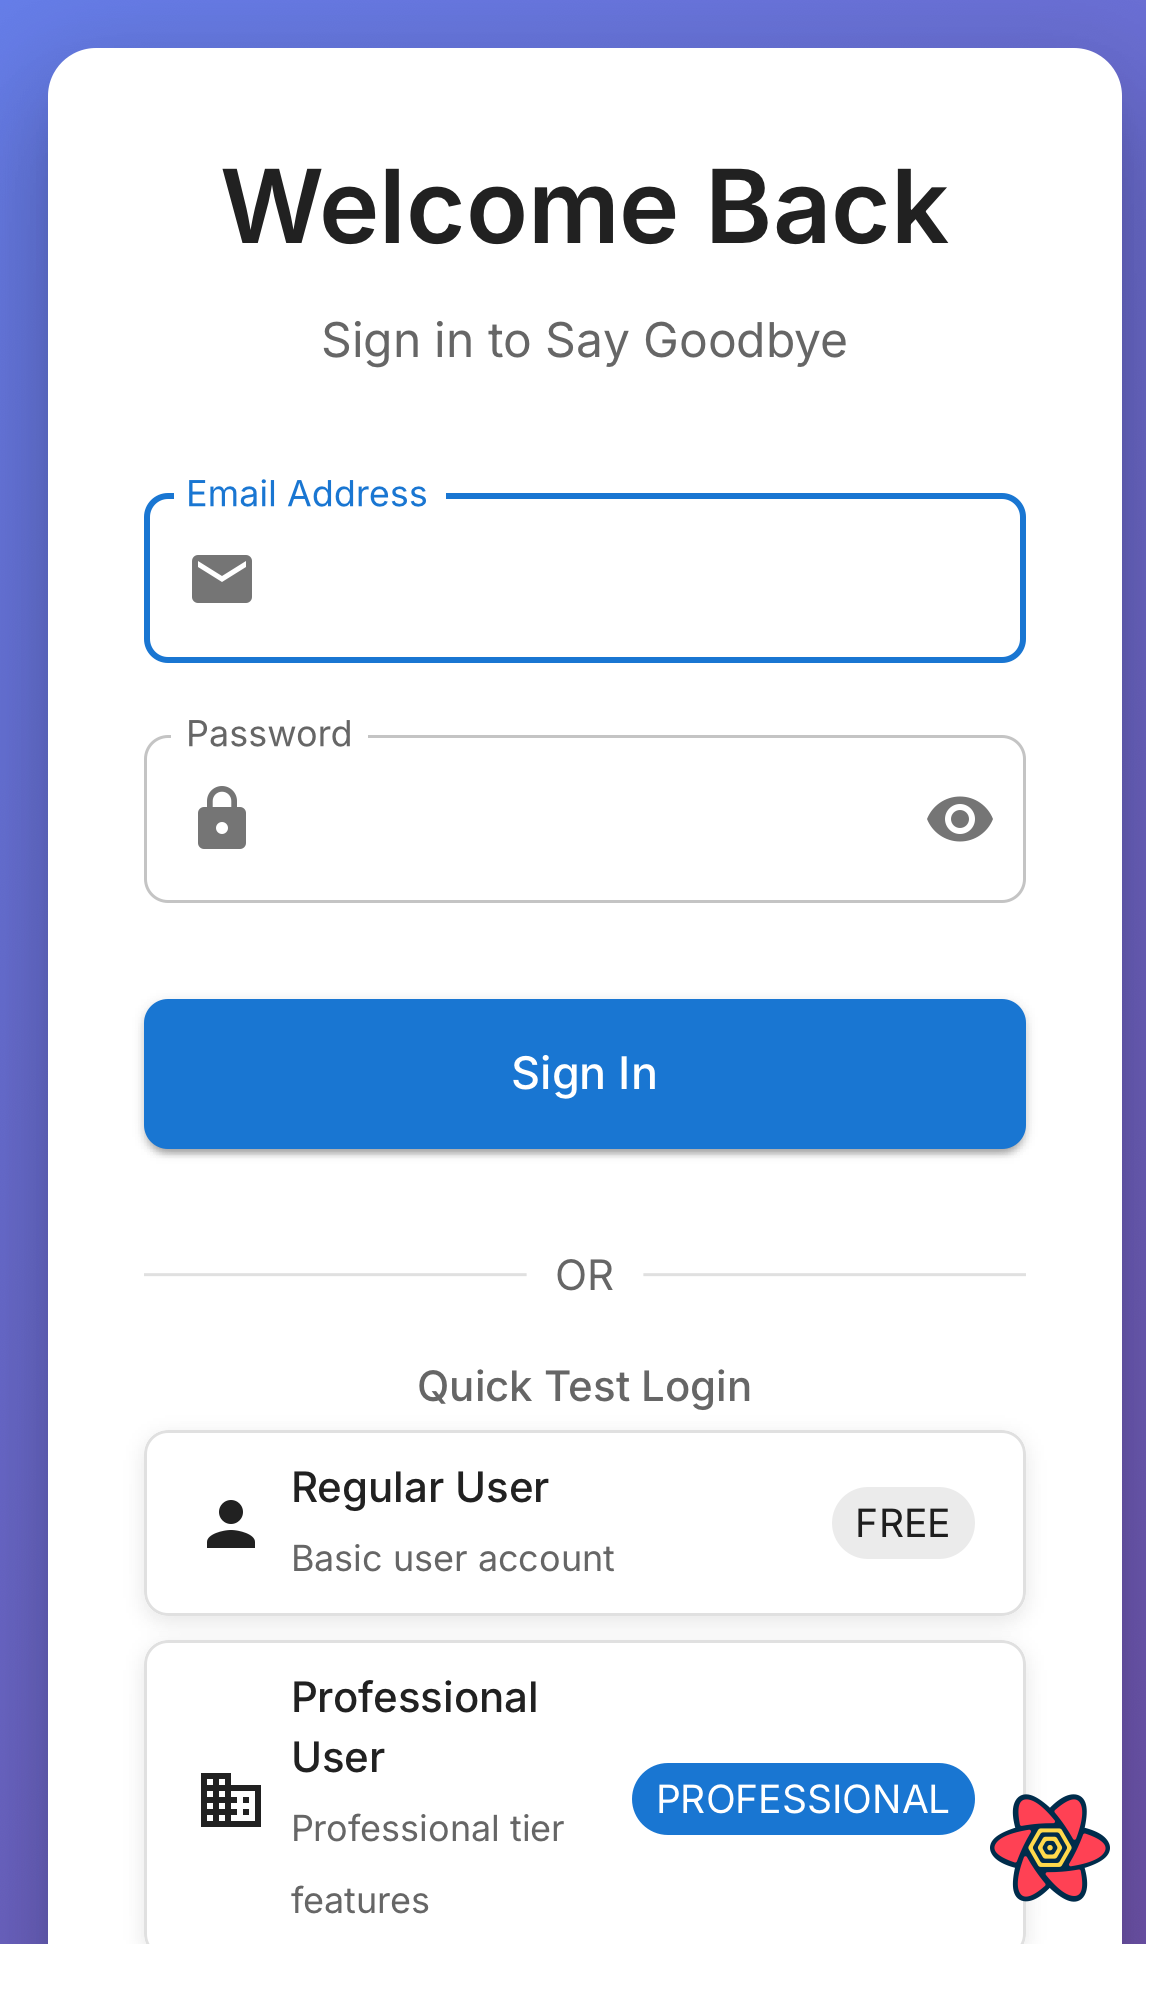 Welcome Back
Sign in to Say Goodbye
Email Address
Password
Sign In
OR
Quick Test Login
Regular User
Basic user account
FREE
Professional
User
Professional tier
features
PROFESSIONAL